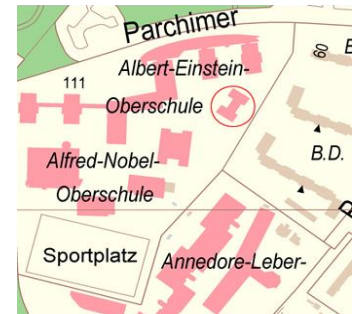 Parchimer
Albert-Einstein-
Oberschule
111
60
Alfred-Nobel-
Oberschule
B.D.
Sportplatz
Annedore-Leber-